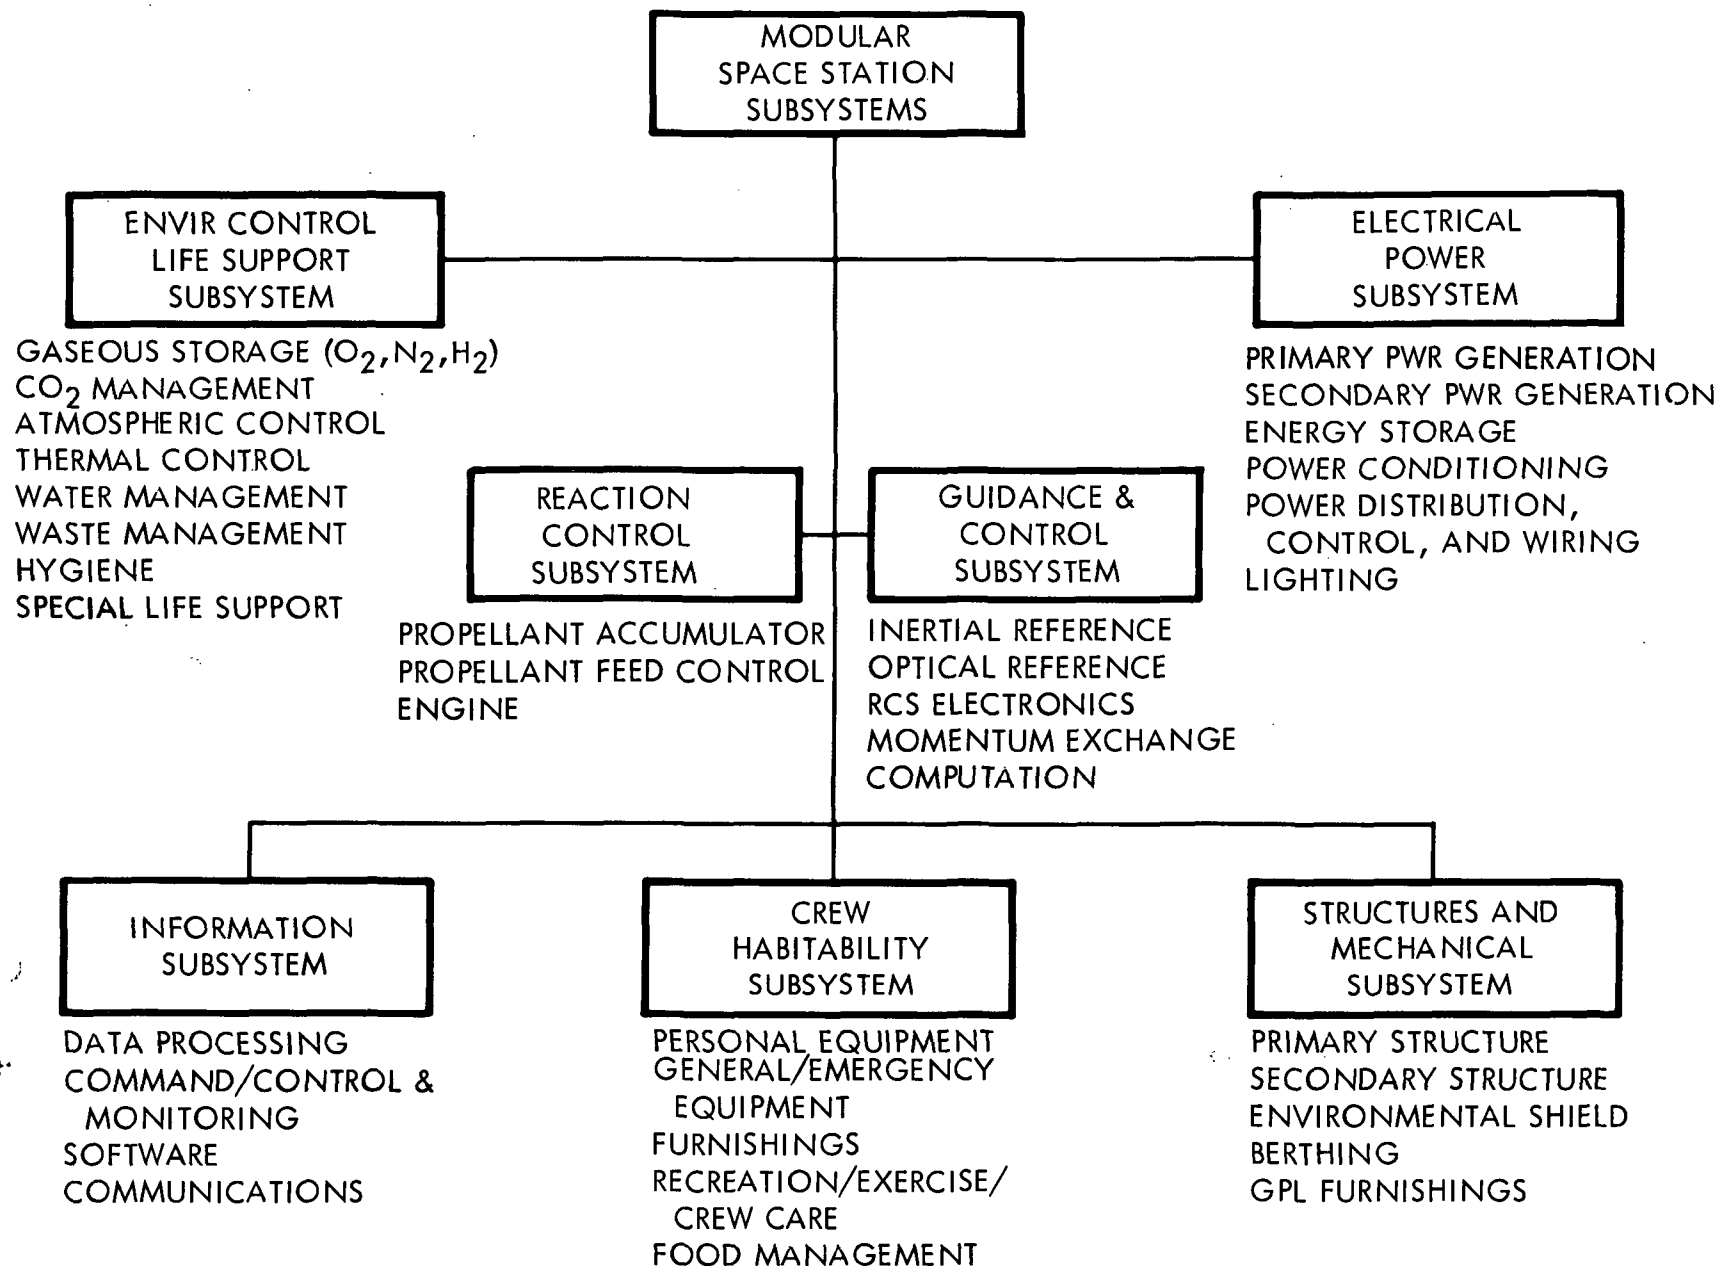 MODULAR
SPACE STATION
SUBSYSTEMS
ENVIR CONTROL
LIFE SUPPORT
SUBSYSTEM
GASEOUS STORAGE (O₂,N₂,H₂)
CO₂ MANAGEMENT
ATMOSPHERIC CONTROL
THERMAL CONTROL
WATER MANAGEMENT
WASTE MANAGEMENT
HYGIENE
SPECIAL LIFE SUPPORT
ELECTRICAL
POWER
SUBSYSTEM
PRIMARY PWR GENERATION
SECONDARY PWR GENERATION
ENERGY STORAGE
POWER CONDITIONING
POWER DISTRIBUTION,
CONTROL, AND WIRING
LIGHTING
REACTION
CONTROL
SUBSYSTEM
PROPELLANT ACCUMULATOR
PROPELLANT FEED CONTROL
ENGINE
GUIDANCE &
CONTROL
SUBSYSTEM
INERTIAL REFERENCE
OPTICAL REFERENCE
RCS ELECTRONICS
MOMENTUM EXCHANGE
COMPUTATION
INFORMATION
SUBSYSTEM
DATA PROCESSING
COMMAND/CONTROL &
MONITORING
SOFTWARE
COMMUNICATIONS
CREW
HABITABILITY
SUBSYSTEM
PERSONAL EQUIPMENT
GENERAL/EMERGENCY
EQUIPMENT
FURNISHINGS
RECREATION/EXERCISE/
CREW CARE
FOOD MANAGEMENT
STRUCTURES AND
MECHANICAL
SUBSYSTEM
PRIMARY STRUCTURE
SECONDARY STRUCTURE
ENVIRONMENTAL SHIELD
BERTHING
GPL FURNISHINGS